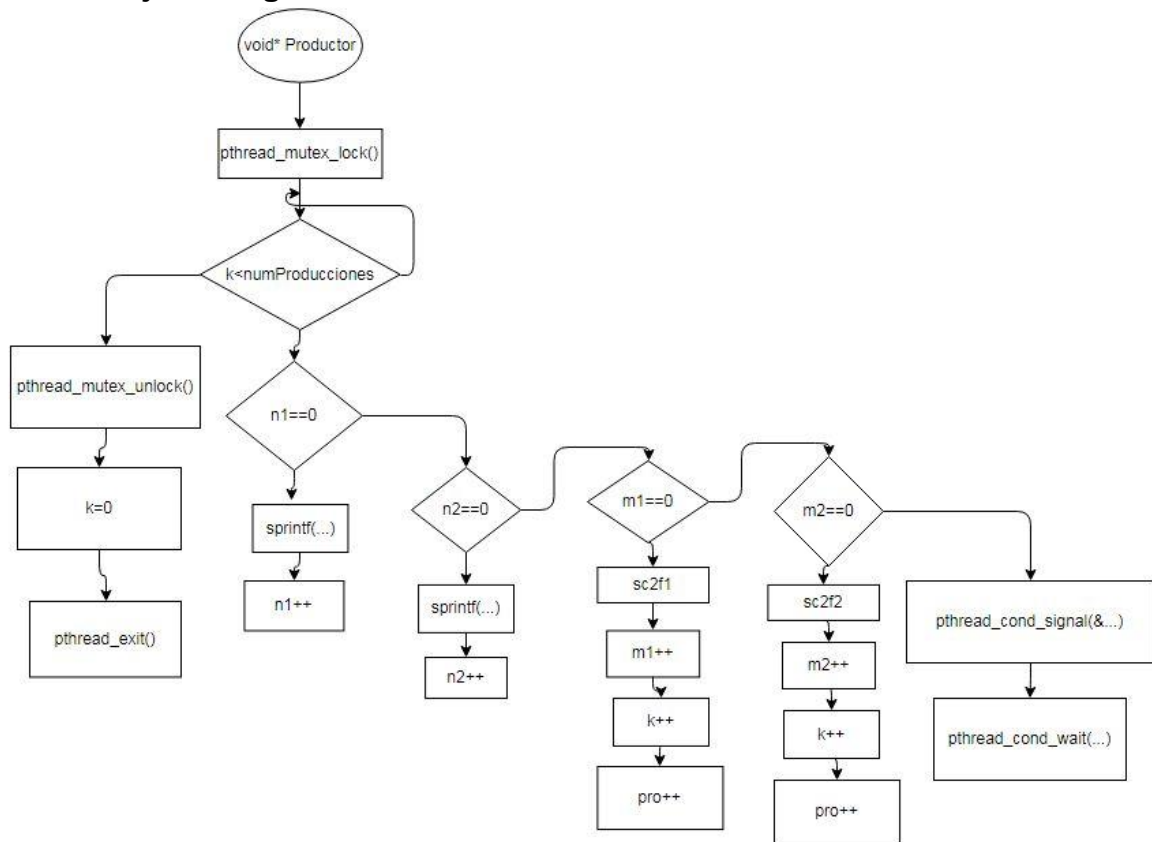 void* Productor
pthread_mutex_lock()
k<numProducciones
pthread_mutex_unlock()
k=0
pthread_exit()
n1==0
sprintf(...)
n1++
n2==0
sprintf(...)
n2++
m1==0
sc2f1
m1++
k++
pro++
m2==0
sc2f2
m2++
k++
pro++
pthread_cond_signal(&...)
pthread_cond_wait(...)